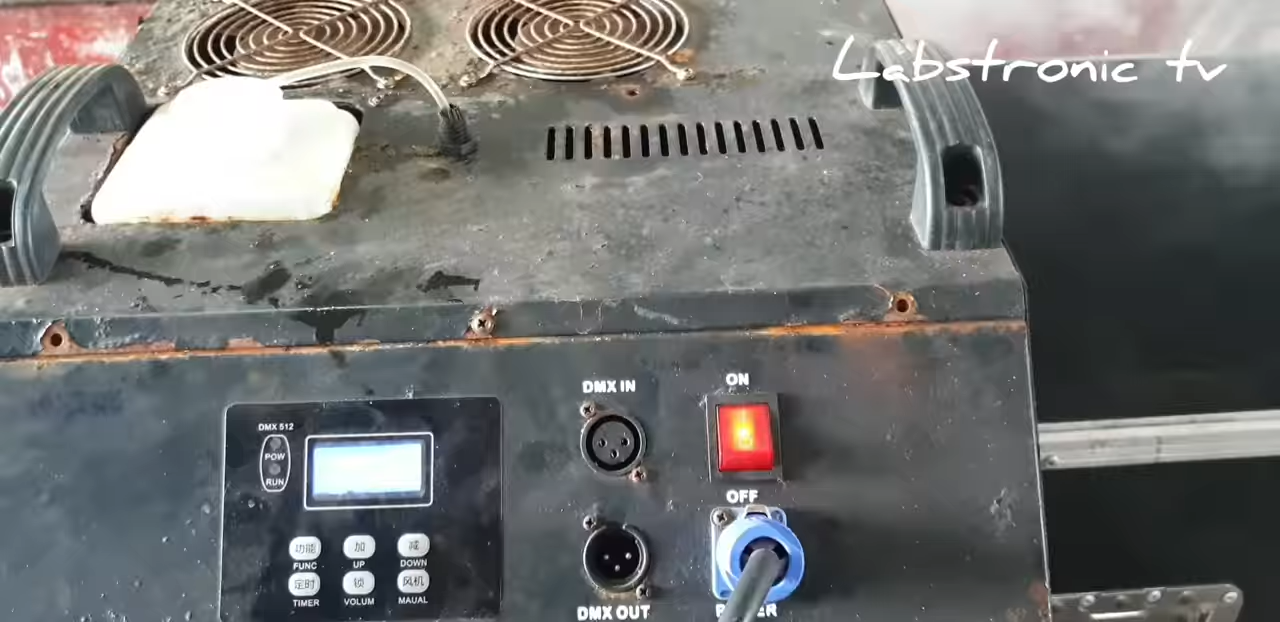 Labstronic tv
DMX IN
ON
DMX 512
POW
RUN
OFF
功能
加
减
FUNC
UP
DOWN
定时
锁
风机
TIMER
VOLUM
MAUAL
DMX OUT